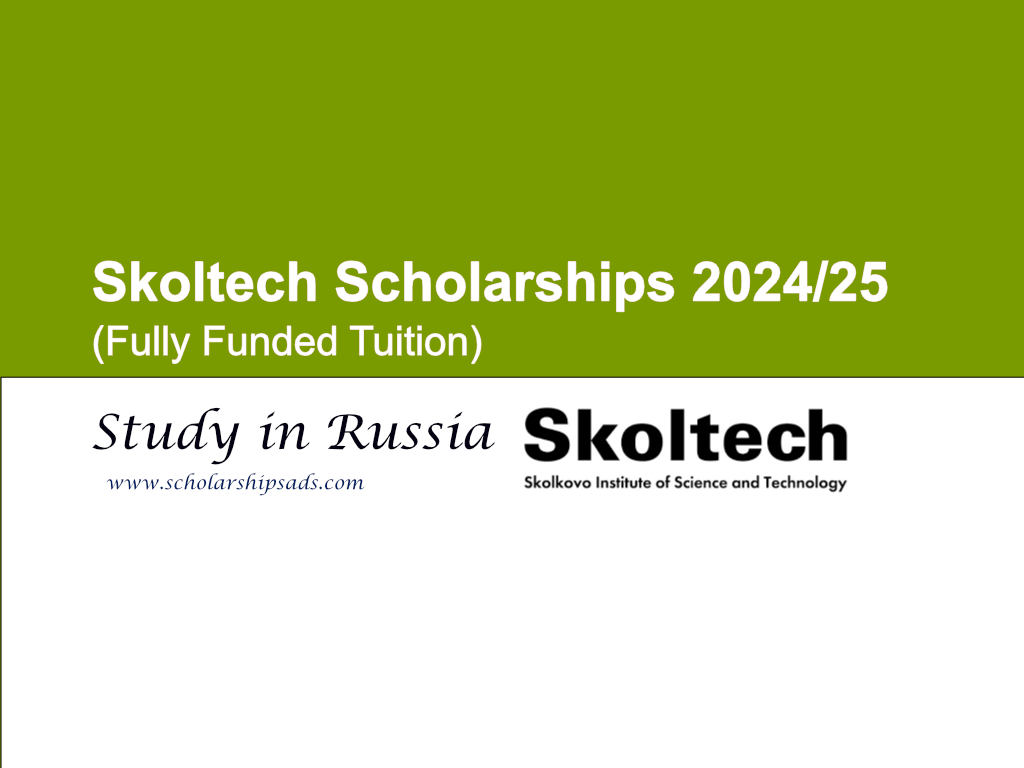 Skoltech Scholarships 2024/25
(Fully Funded Tuition)
Study in Russia
www.scholarshipsads.com
Skoltech
Skolkovo Institute of Science and Technology